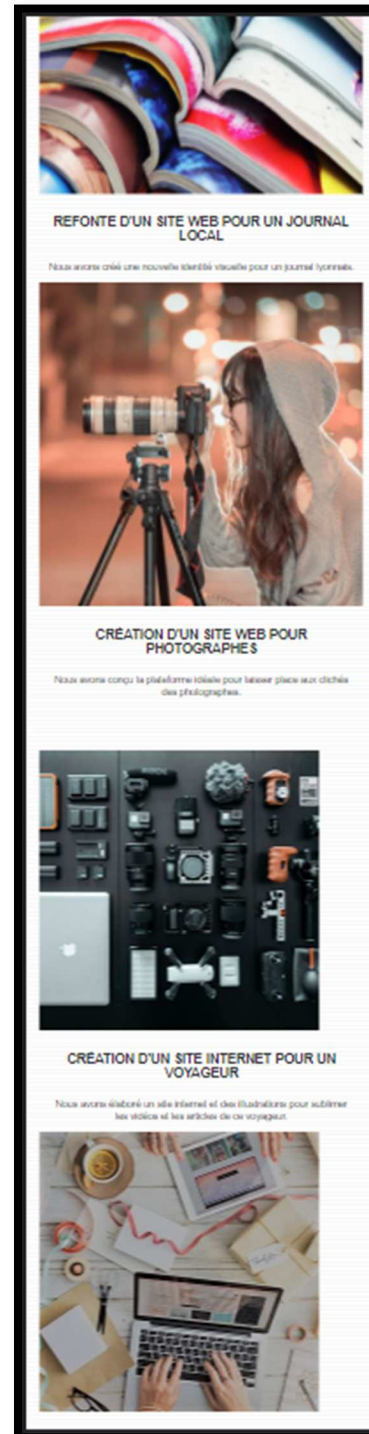 REFONTE D'UN SITE WEB POUR UN JOURNAL
LOCAL
Nous avons créé une nouvelle identité visuelle pour un journal lyonnais.
CRÉATION D'UN SITE WEB POUR
PHOTOGRAPHES
Nous avons conçu la plateforme idéale pour laisser place aux clichés
des photographes.
CRÉATION D'UN SITE INTERNET POUR UN
VOYAGEUR
Nous avons élaboré un site internet et des illustrations pour sublimer
les vidéos et les articles de ce voyageur.